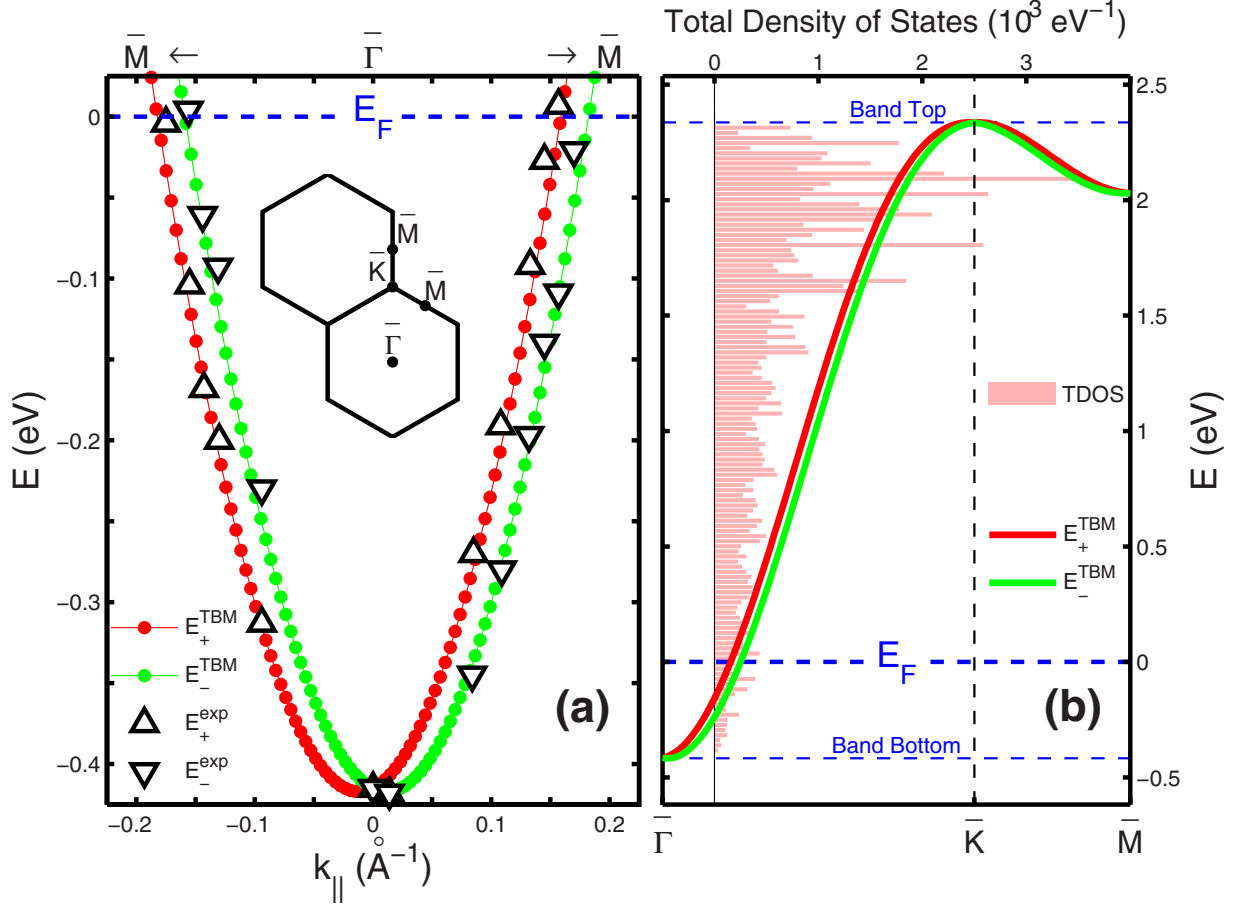 M̅ ← Γ̅ → M̅
0
−0.1
−0.2
−0.3
−0.4
E (eV)
E_F
M̅
K̅
M̅
Γ̅
E₊^TBM
E₋^TBM
E₊^exp
E₋^exp
(a)
−0.2 −0.1 0 0.1 0.2
k_|| (Å⁻¹)
Total Density of States (10³ eV⁻¹)
0 1 2 3
Band Top
TDOS
E₊^TBM
E₋^TBM
E_F
(b)
Band Bottom
2.5
2
1.5
1
0.5
0
−0.5
E (eV)
Γ̅ K̅ M̅